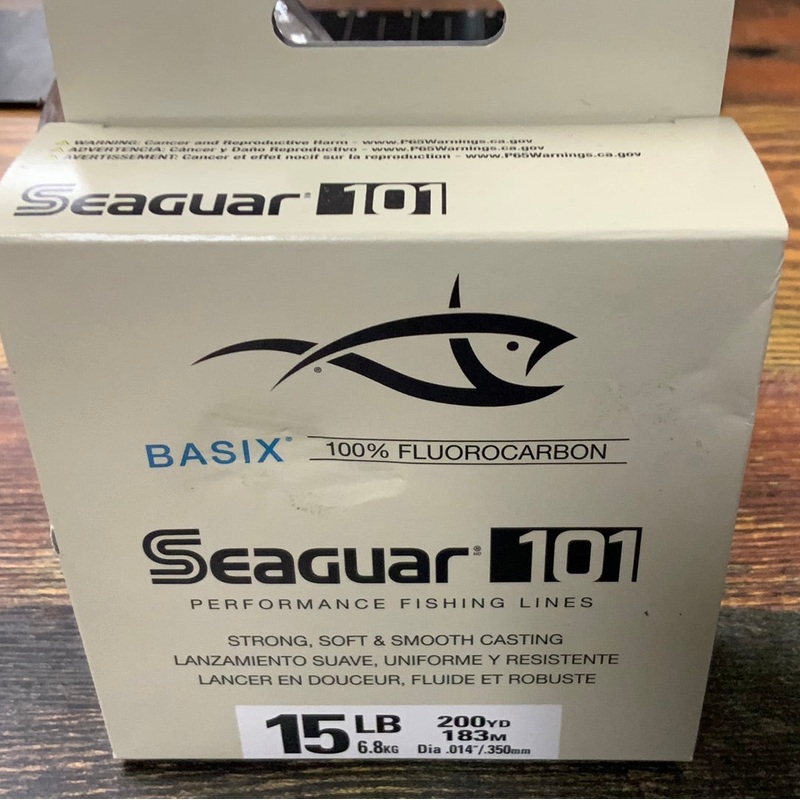 ⚠ WARNING: Cancer and Reproductive Harm - www.P65Warnings.ca.gov
⚠ ADVERTENCIA: Cáncer y Daño Reproductivo - www.P65Warnings.ca.gov
⚠ AVERTISSEMENT: Cancer et effet nocif sur la reproduction - www.P65Warnings.ca.gov
SEAGUAR® 101
®
BASIX® 100% FLUOROCARBON
SEAGUAR® 101
PERFORMANCE FISHING LINES
STRONG, SOFT & SMOOTH CASTING
LANZAMIENTO SUAVE, UNIFORME Y RESISTENTE
LANCER EN DOUCEUR, FLUIDE ET ROBUSTE
15 LB 200YD
6.8KG 183M
Dia .014"/.350mm